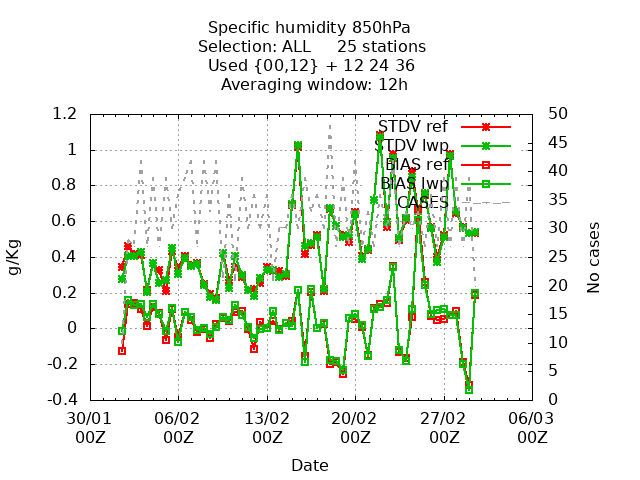 Specific humidity 850hPa
Selection: ALL     25 stations
Used {00,12} + 12 24 36
Averaging window: 12h
STDV ref
STDV lwp
BIAS ref
BIAS lwp
CASES
1.2
1
0.8
0.6
0.4
0.2
0
-0.2
-0.4
g/Kg
50
45
40
35
30
25
20
15
10
5
0
No cases
30/01 06/02 13/02 20/02 27/02 06/03
00Z 00Z 00Z 00Z 00Z 00Z
Date